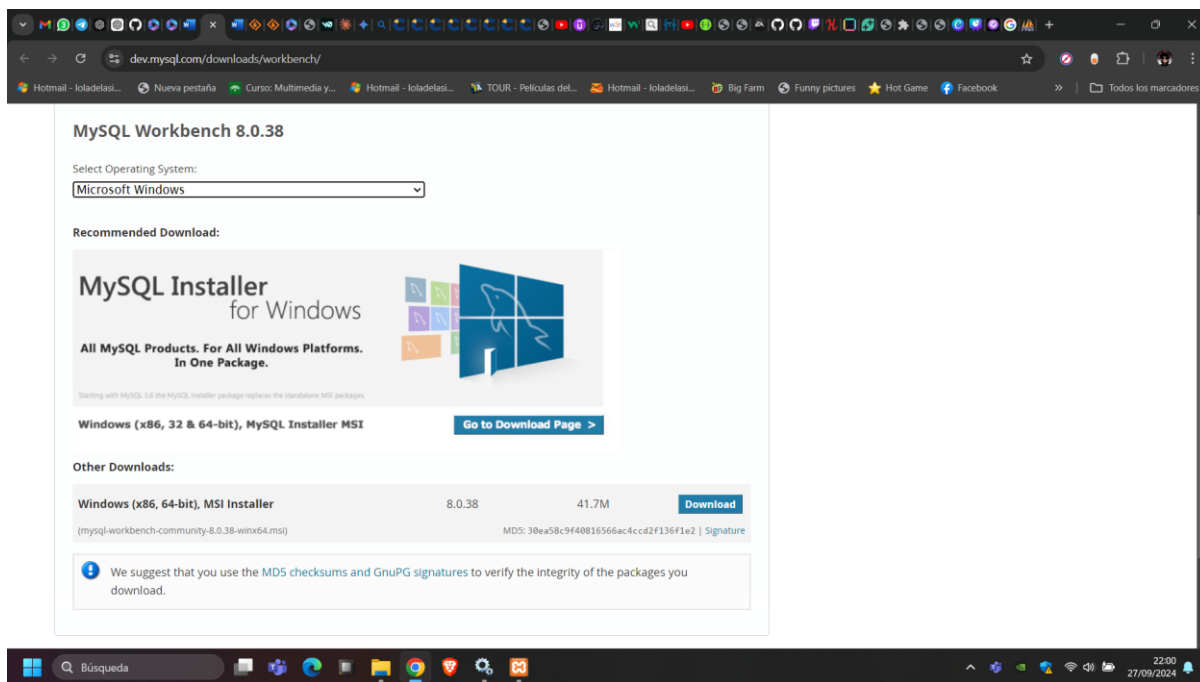 dev.mysql.com/downloads/workbench/
Hotmail - loladelasi...
Nueva pestaña
Curso: Multimedia y...
Hotmail - loladelasi...
TOUR - Películas del...
Hotmail - loladelasi...
Big Farm
Funny pictures
Hot Game
Facebook
»
Todos los marcadores
MySQL Workbench 8.0.38
Select Operating System:
Microsoft Windows
Recommended Download:
MySQL Installer
for Windows
All MySQL Products. For All Windows Platforms.
In One Package.
Starting with MySQL 5.6 the MySQL Installer package replaces the standalone MSI packages.
Windows (x86, 32 & 64-bit), MySQL Installer MSI
Go to Download Page >
Other Downloads:
Windows (x86, 64-bit), MSI Installer 8.0.38 41.7M Download
(mysql-workbench-community-8.0.38-winx64.msi) MD5: 30ea58c9f40816566ac4ccd2f136f1e2 | Signature
We suggest that you use the MD5 checksums and GnuPG signatures to verify the integrity of the packages you
download.
Búsqueda
22:00
27/09/2024